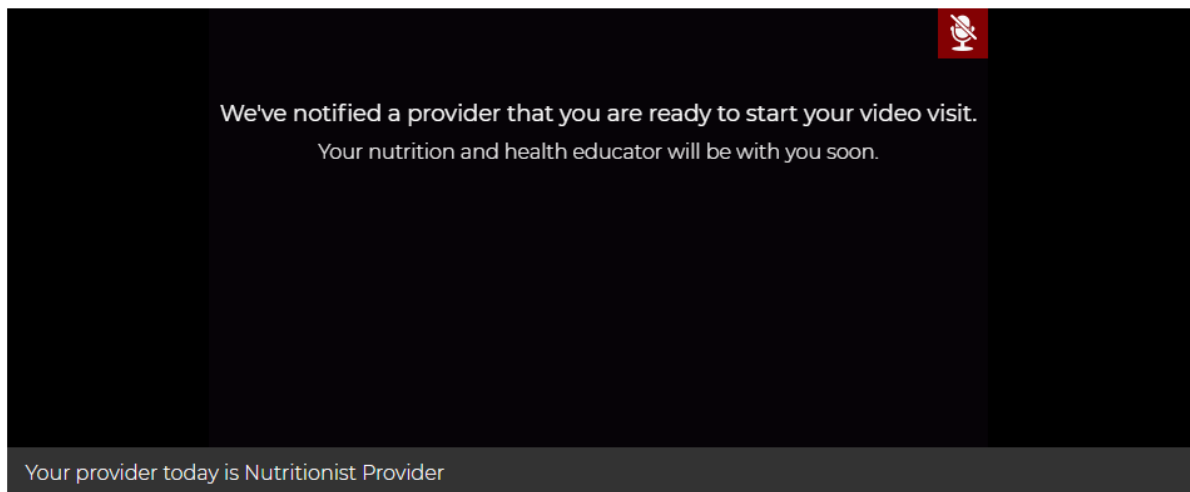 We've notified a provider that you are ready to start your video visit.
Your nutrition and health educator will be with you soon.
Your provider today is Nutritionist Provider